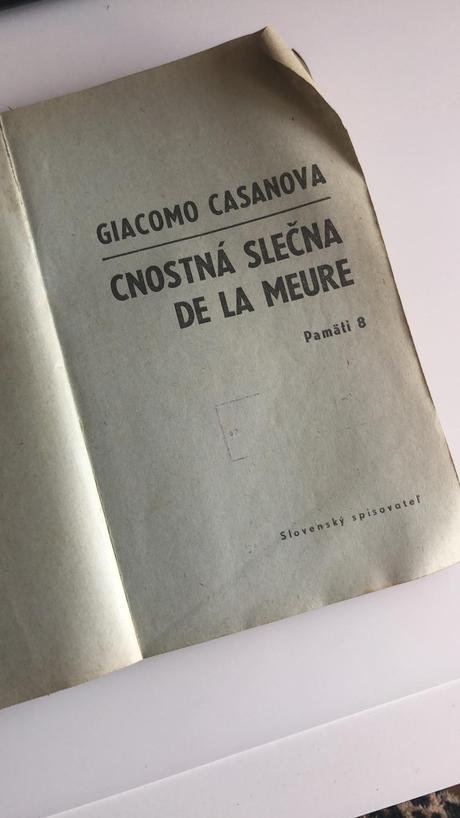 GIACOMO CASANOVA
CNOSTNÁ SLEČNA
DE LA MEURE
Pamäti 8
Slovenský spisovateľ